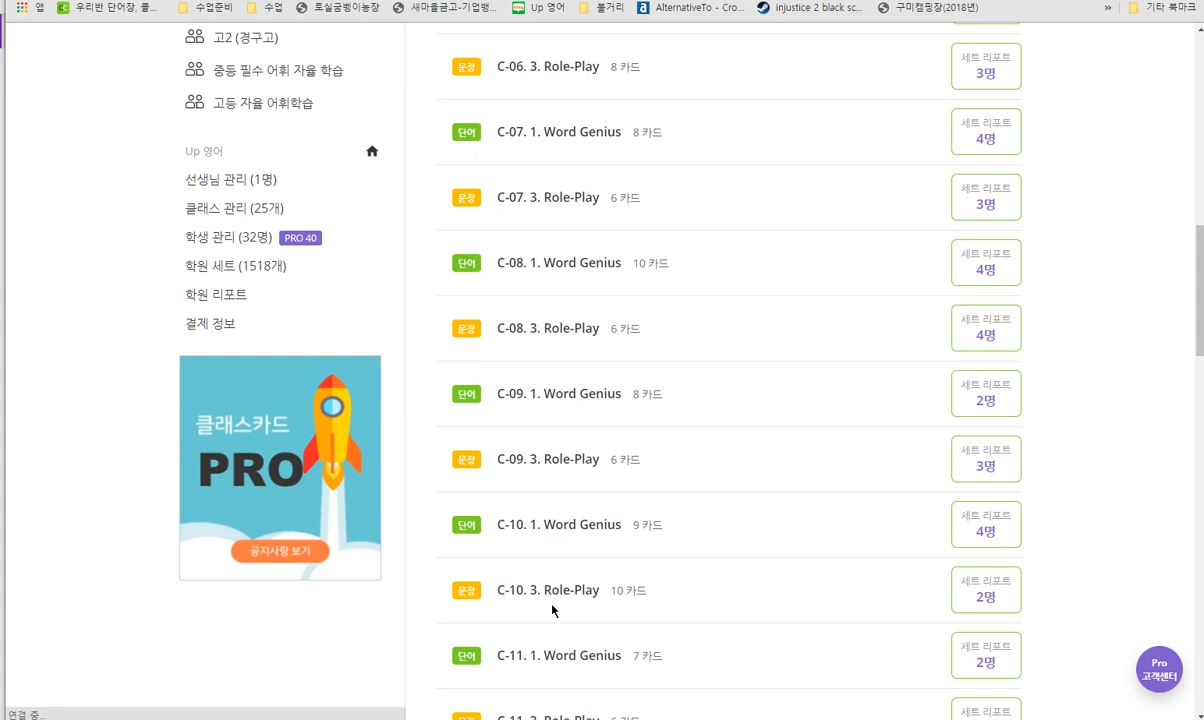 앱
우리반 단어장, 클...
수업준비
수업
토실굼벵이농장
새마을금고-기업뱅...
Up 영어
볼거리
AlternativeTo - Cro...
injustice 2 black sc...
구미캠핑장(2018년)
»
기타 북마크
고2 (경구고)
중등 필수 어휘 자율 학습
고등 자율 어휘학습
Up 영어
선생님 관리 (1명)
클래스 관리 (25개)
학생 관리 (32명) PRO 40
학원 세트 (1518개)
학원 리포트
결제 정보
클래스카드
PRO
공지사항 보기
문장 C-06. 3. Role-Play 8 카드
세트 리포트
3명
단어 C-07. 1. Word Genius 8 카드
세트 리포트
4명
문장 C-07. 3. Role-Play 6 카드
세트 리포트
3명
단어 C-08. 1. Word Genius 10 카드
세트 리포트
4명
문장 C-08. 3. Role-Play 6 카드
세트 리포트
4명
단어 C-09. 1. Word Genius 8 카드
세트 리포트
2명
문장 C-09. 3. Role-Play 6 카드
세트 리포트
3명
단어 C-10. 1. Word Genius 9 카드
세트 리포트
4명
문장 C-10. 3. Role-Play 10 카드
세트 리포트
2명
단어 C-11. 1. Word Genius 7 카드
세트 리포트
2명
C-11. 3. Role-Play
세트 리포트
Pro
고객센터
연결 중...